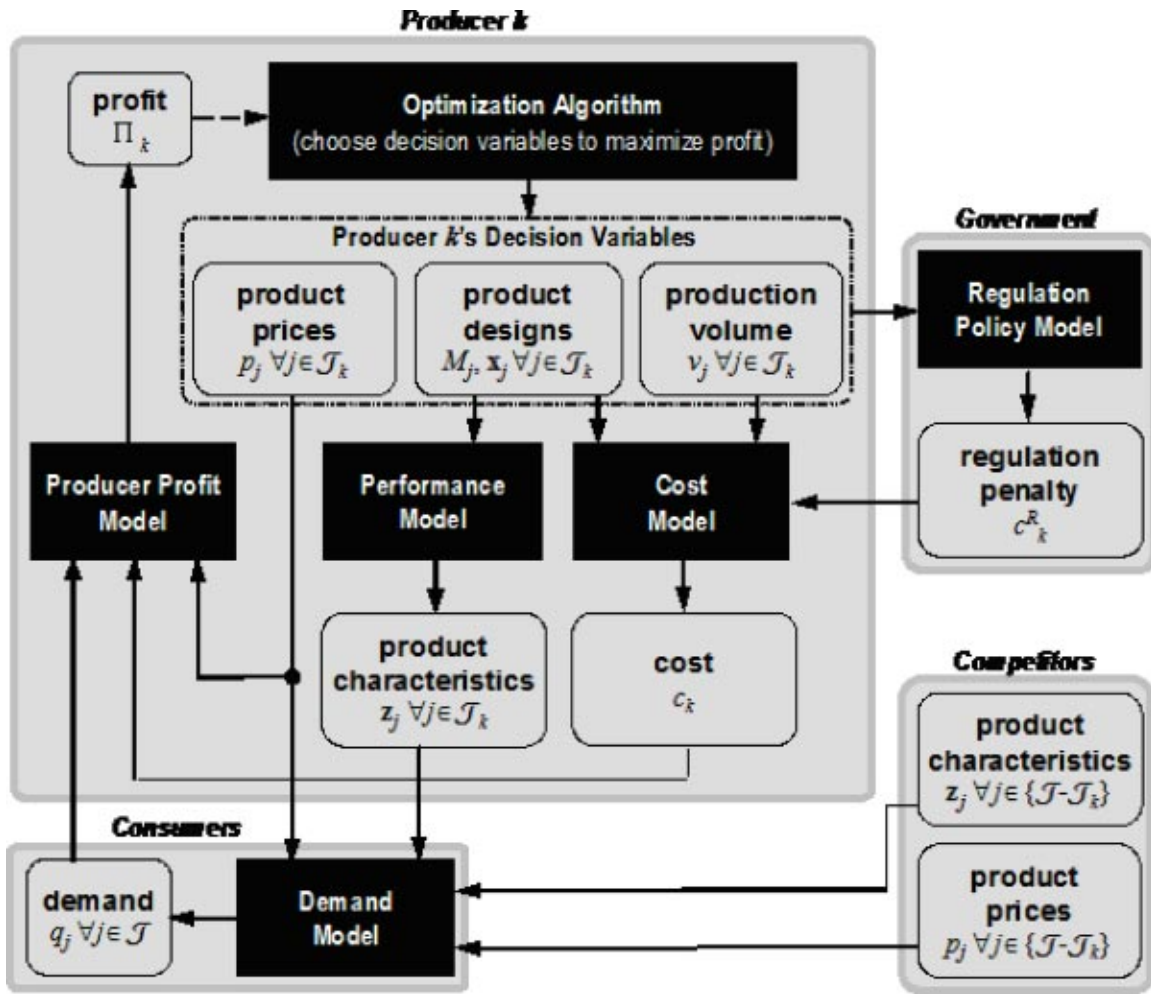 Producer k
profit
Π k
Optimization Algorithm
(choose decision variables to maximize profit)
Producer k's Decision Variables
product
prices
p_j ∀j∈𝒥_k
product
designs
M_j, x_j ∀j∈𝒥_k
production
volume
v_j ∀j∈𝒥_k
Government
Regulation
Policy Model
regulation
penalty
c^R_k
Producer Profit
Model
Performance
Model
Cost
Model
product
characteristics
z_j ∀j∈𝒥_k
cost
c_k
Competitors
product
characteristics
z_j ∀j∈{𝒥-𝒥_k}
product
prices
p_j ∀j∈{𝒥-𝒥_k}
Consumers
demand
q_j ∀j∈𝒥
Demand
Model